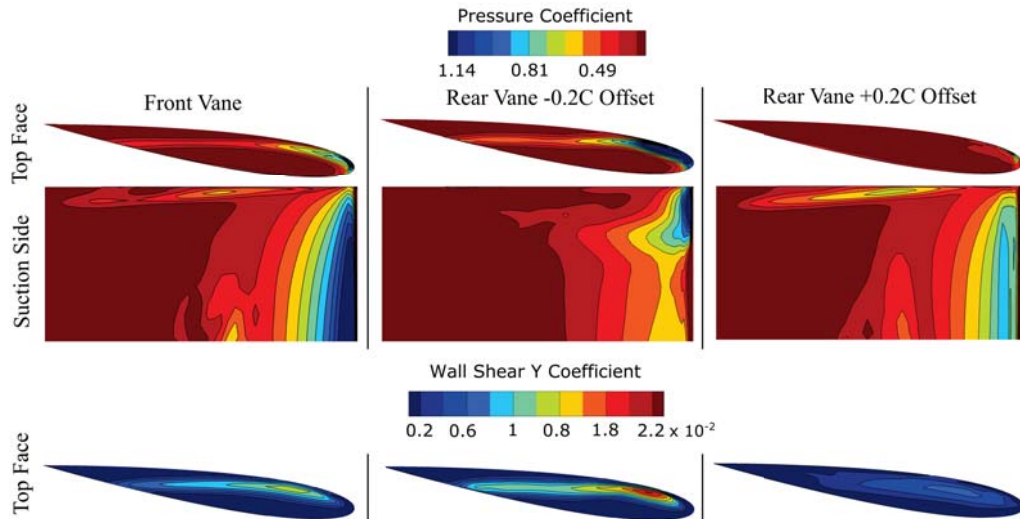 Pressure Coefficient
1.14 0.81 0.49
Front Vane
Rear Vane -0.2C Offset
Rear Vane +0.2C Offset
Top Face
Suction Side
Wall Shear Y Coefficient
0.2 0.6 1 0.8 1.8 2.2 x 10-2
Top Face